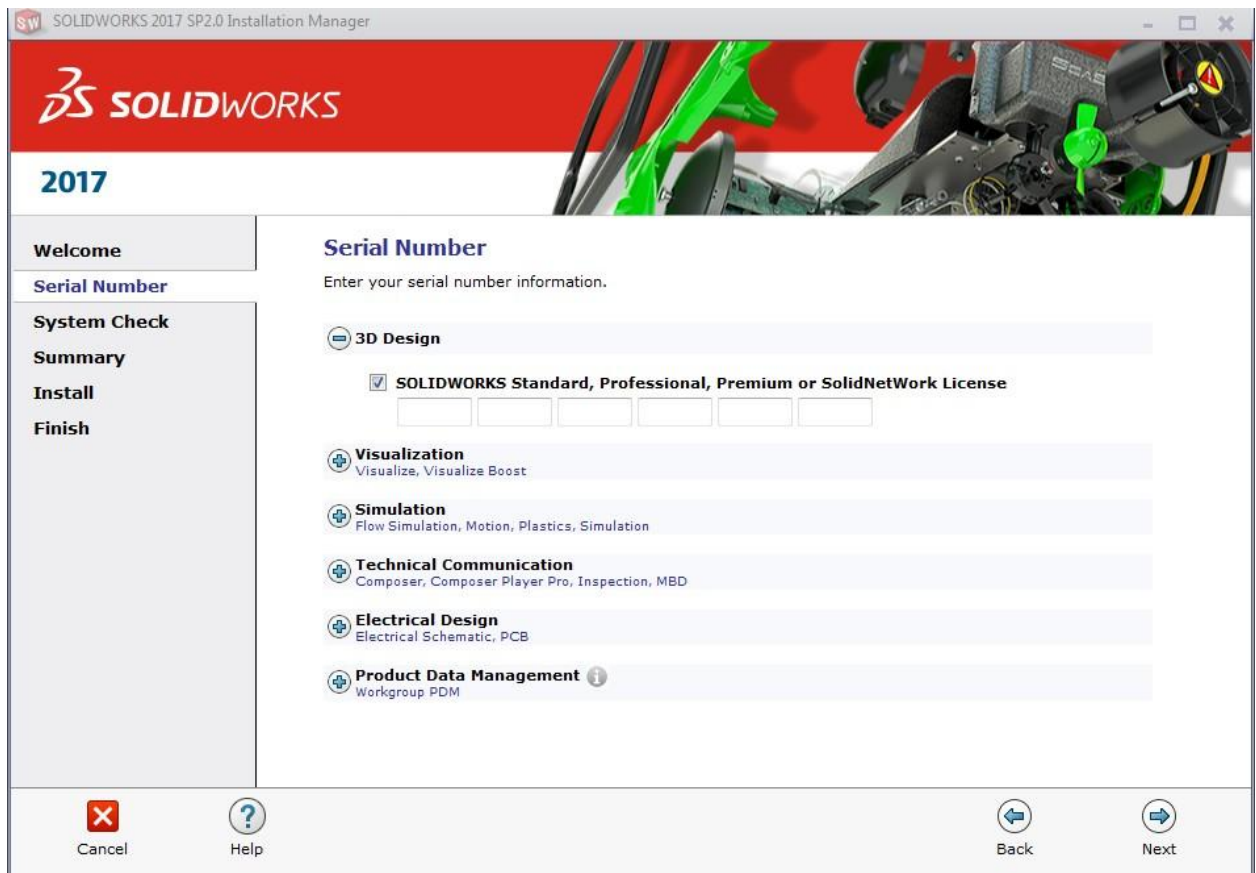 SOLIDWORKS 2017 SP2.0 Installation Manager
SOLIDWORKS
2017
Welcome
Serial Number
System Check
Summary
Install
Finish
Serial Number
Enter your serial number information.
3D Design
SOLIDWORKS Standard, Professional, Premium or SolidNetWork License
Visualization
Visualize, Visualize Boost
Simulation
Flow Simulation, Motion, Plastics, Simulation
Technical Communication
Composer, Composer Player Pro, Inspection, MBD
Electrical Design
Electrical Schematic, PCB
Product Data Management
Workgroup PDM
Cancel
Help
Back
Next